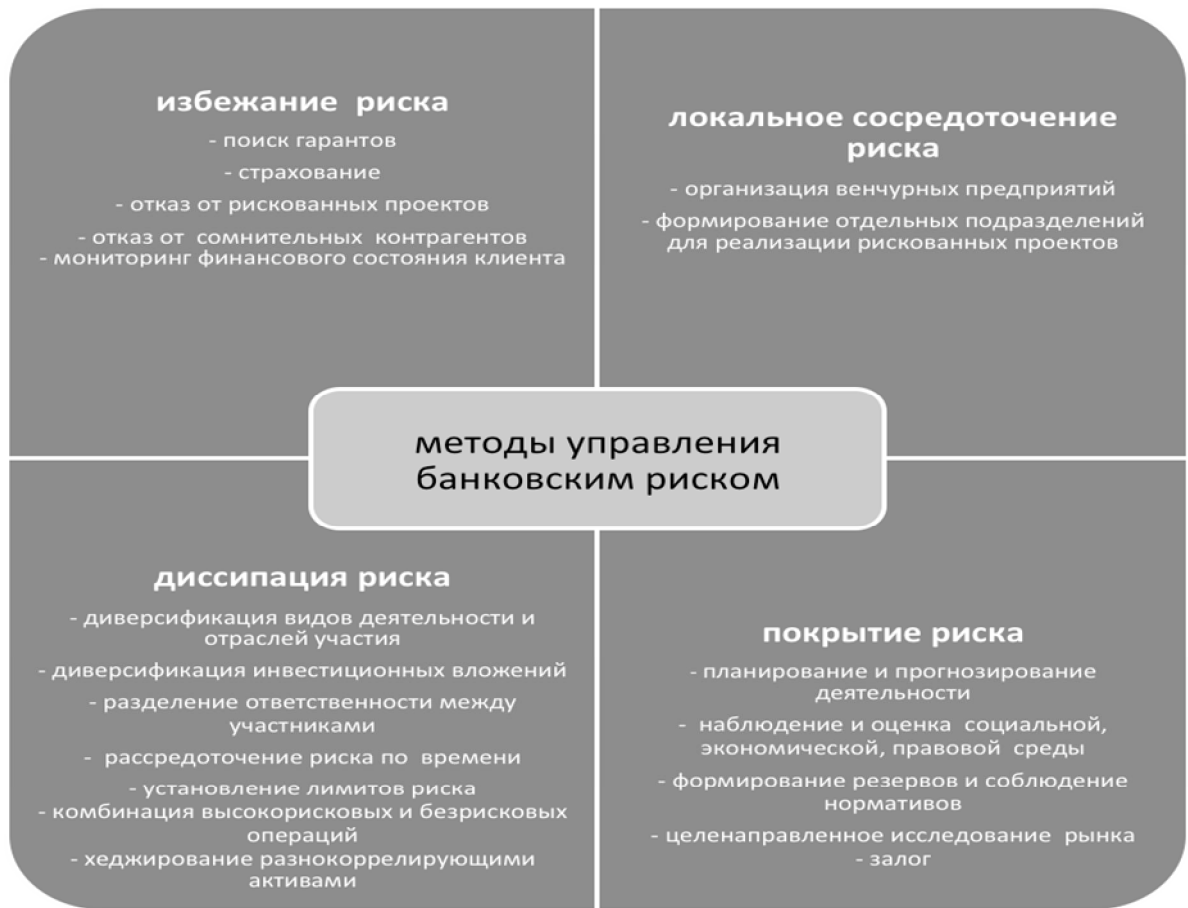 избежание риска
- поиск гарантов
- страхование
- отказ от рискованных проектов
- отказ от сомнительных контрагентов
- мониторинг финансового состояния клиента
локальное сосредоточение
риска
- организация венчурных предприятий
- формирование отдельных подразделений
для реализации рискованных проектов
методы управления
банковским риском
диссипация риска
- диверсификация видов деятельности и
отраслей участия
- диверсификация инвестиционных вложений
- разделение ответственности между
участниками
- рассредоточение риска по времени
- установление лимитов риска
- комбинация высокорисковых и безрисковых
операций
- хеджирование разнокоррелирующими
активами
покрытие риска
- планирование и прогнозирование
деятельности
- наблюдение и оценка социальной,
экономической, правовой среды
- формирование резервов и соблюдение
нормативов
- целенаправленное исследование рынка
- залог